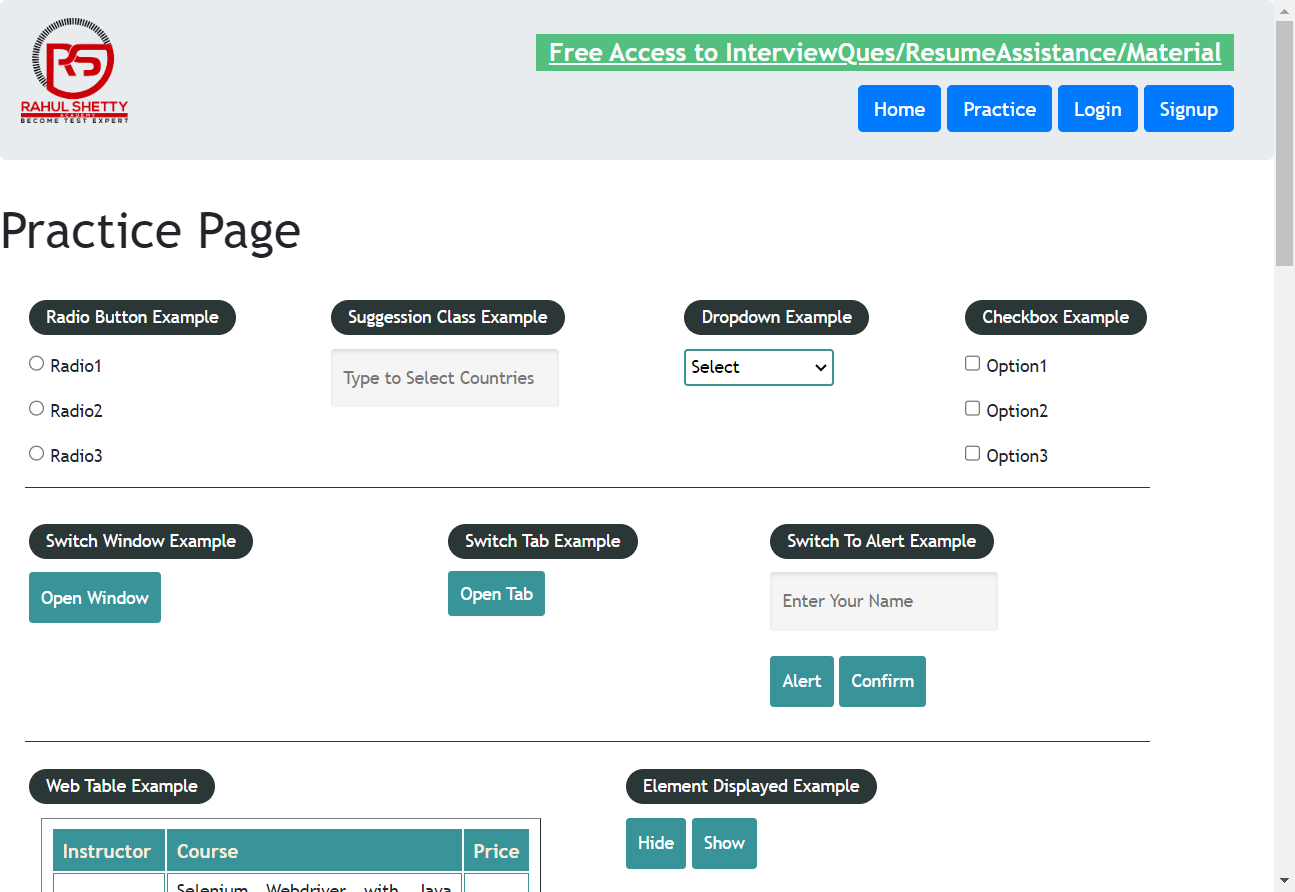 RS
RAHUL SHETTY
ACADEMY
BECOME TEST EXPERT
Free Access to InterviewQues/ResumeAssistance/Material
Home Practice Login Signup
Practice Page
Radio Button Example Suggession Class Example Dropdown Example Checkbox Example
Radio1 Type to Select Countries Select Option1
Radio2 Option2
Radio3 Option3
Switch Window Example Switch Tab Example Switch To Alert Example
Open Window Open Tab Enter Your Name
Alert Confirm
Web Table Example Element Displayed Example
Hide Show
Instructor Course Price
Selenium Webdriver with Java